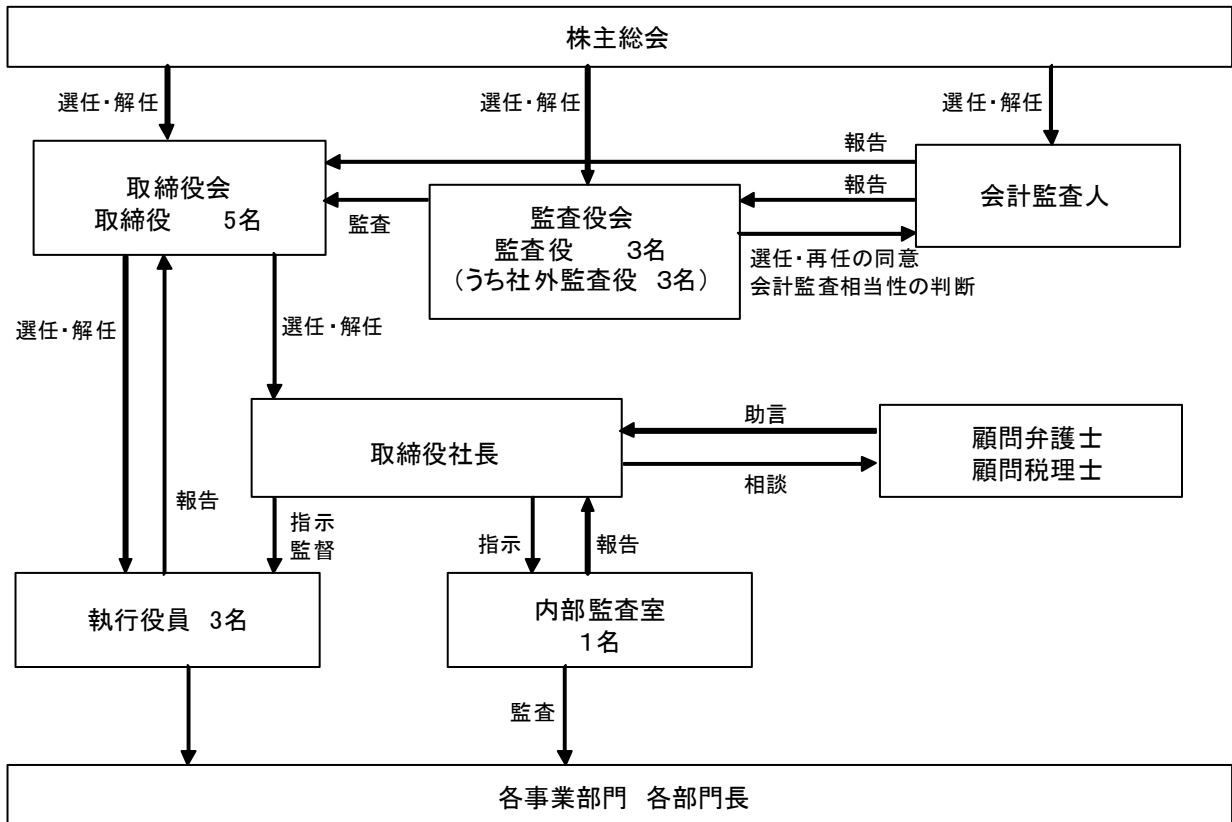 株主総会
選任・解任
選任・解任
選任・解任
報告
取締役会
取締役 5名
監査
監査役会
監査役 3名
(うち社外監査役 3名)
報告
会計監査人
選任・再任の同意
会計監査相当性の判断
選任・解任
選任・解任
取締役社長
助言
相談
顧問弁護士
顧問税理士
報告
指示
監督
指示
報告
執行役員 3名
内部監査室
1名
監査
各事業部門 各部門長